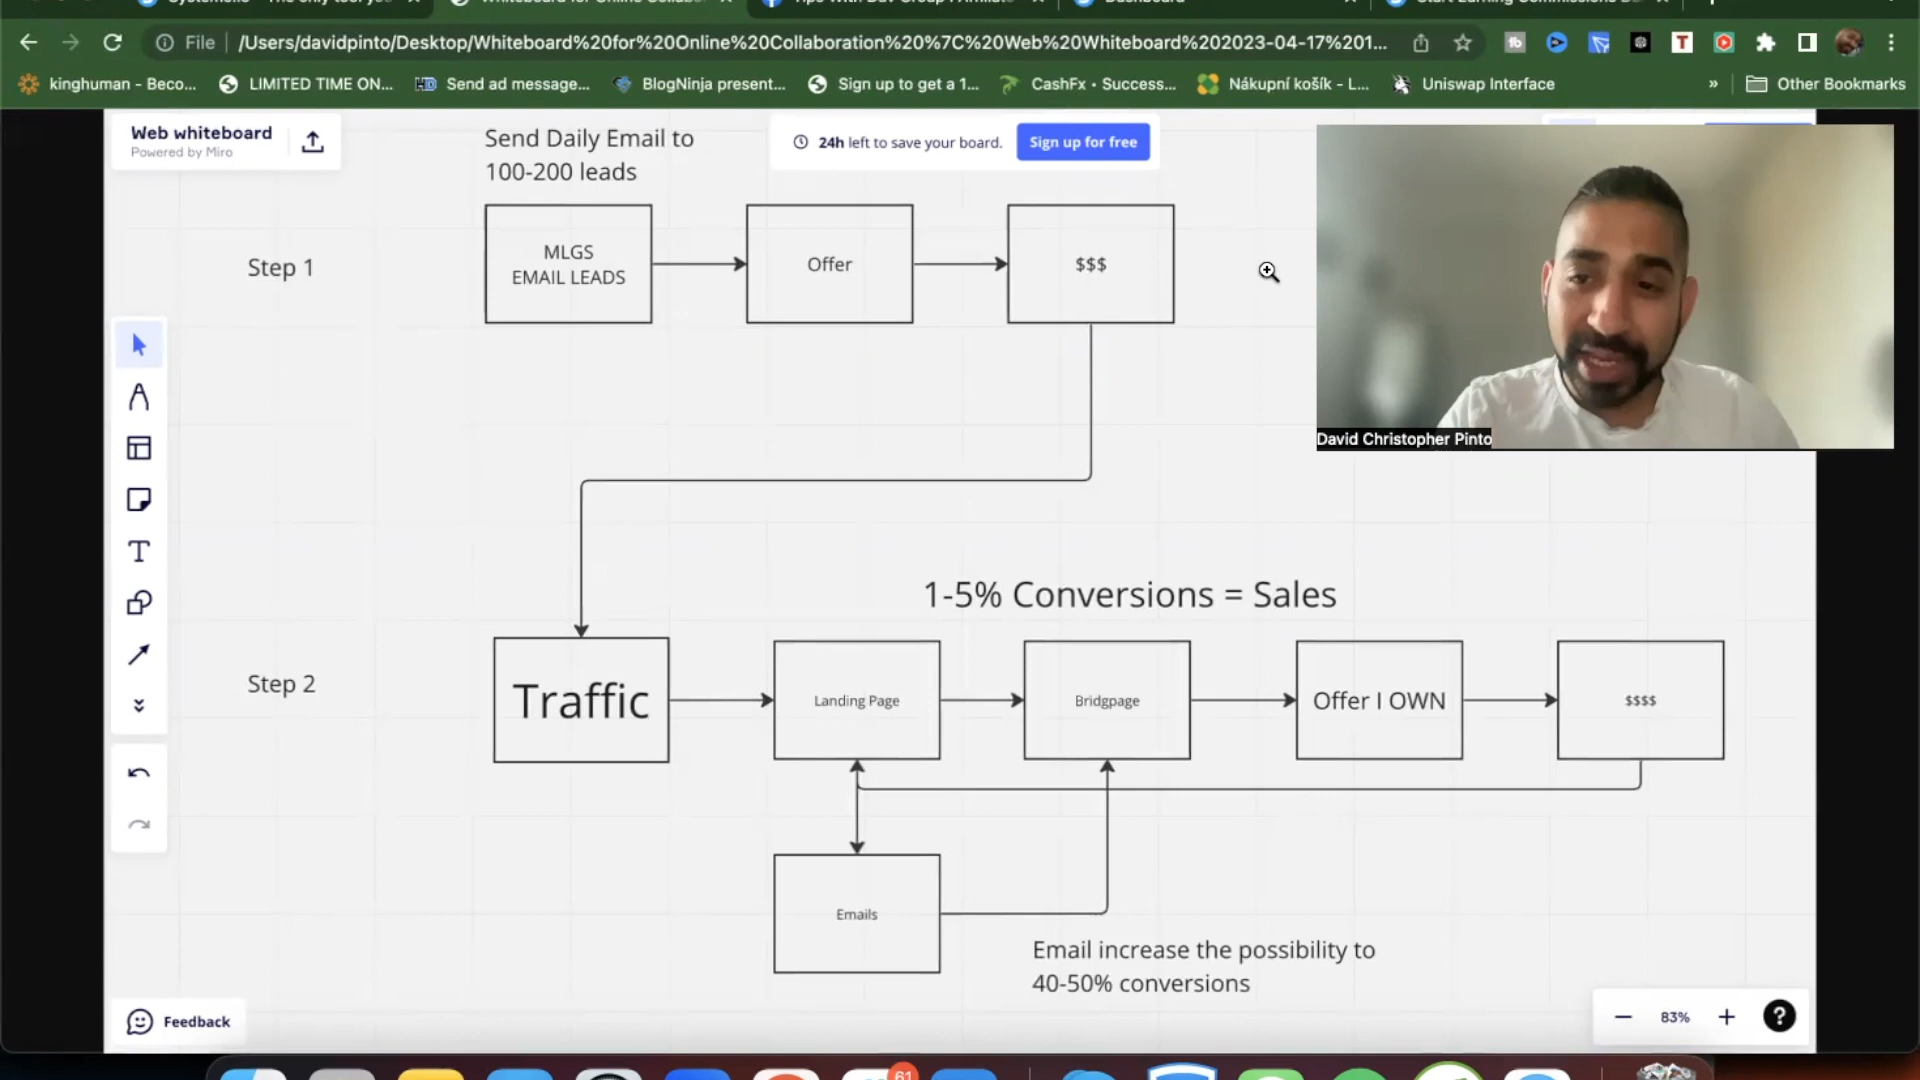 File
/Users/davidpinto/Desktop/Whiteboard%20for%20Online%20Collaboration%20%7C%20Web%20Whiteboard%202023-04-17%201...
kinghuman - Beco...
LIMITED TIME ON...
Send ad message...
BlogNinja present...
Sign up to get a 1...
CashFx • Success...
Nákupní košík - L...
Uniswap Interface
»
Other Bookmarks
Web whiteboard
Powered by Miro
Send Daily Email to
100-200 leads
24h left to save your board.
Sign up for free
Step 1
MLGS
EMAIL LEADS
Offer
$$$
David Christopher Pinto
1-5% Conversions = Sales
Step 2
Traffic
Landing Page
Bridgpage
Offer I OWN
$$$$
Emails
Email increase the possibility to
40-50% conversions
Feedback
83%
61